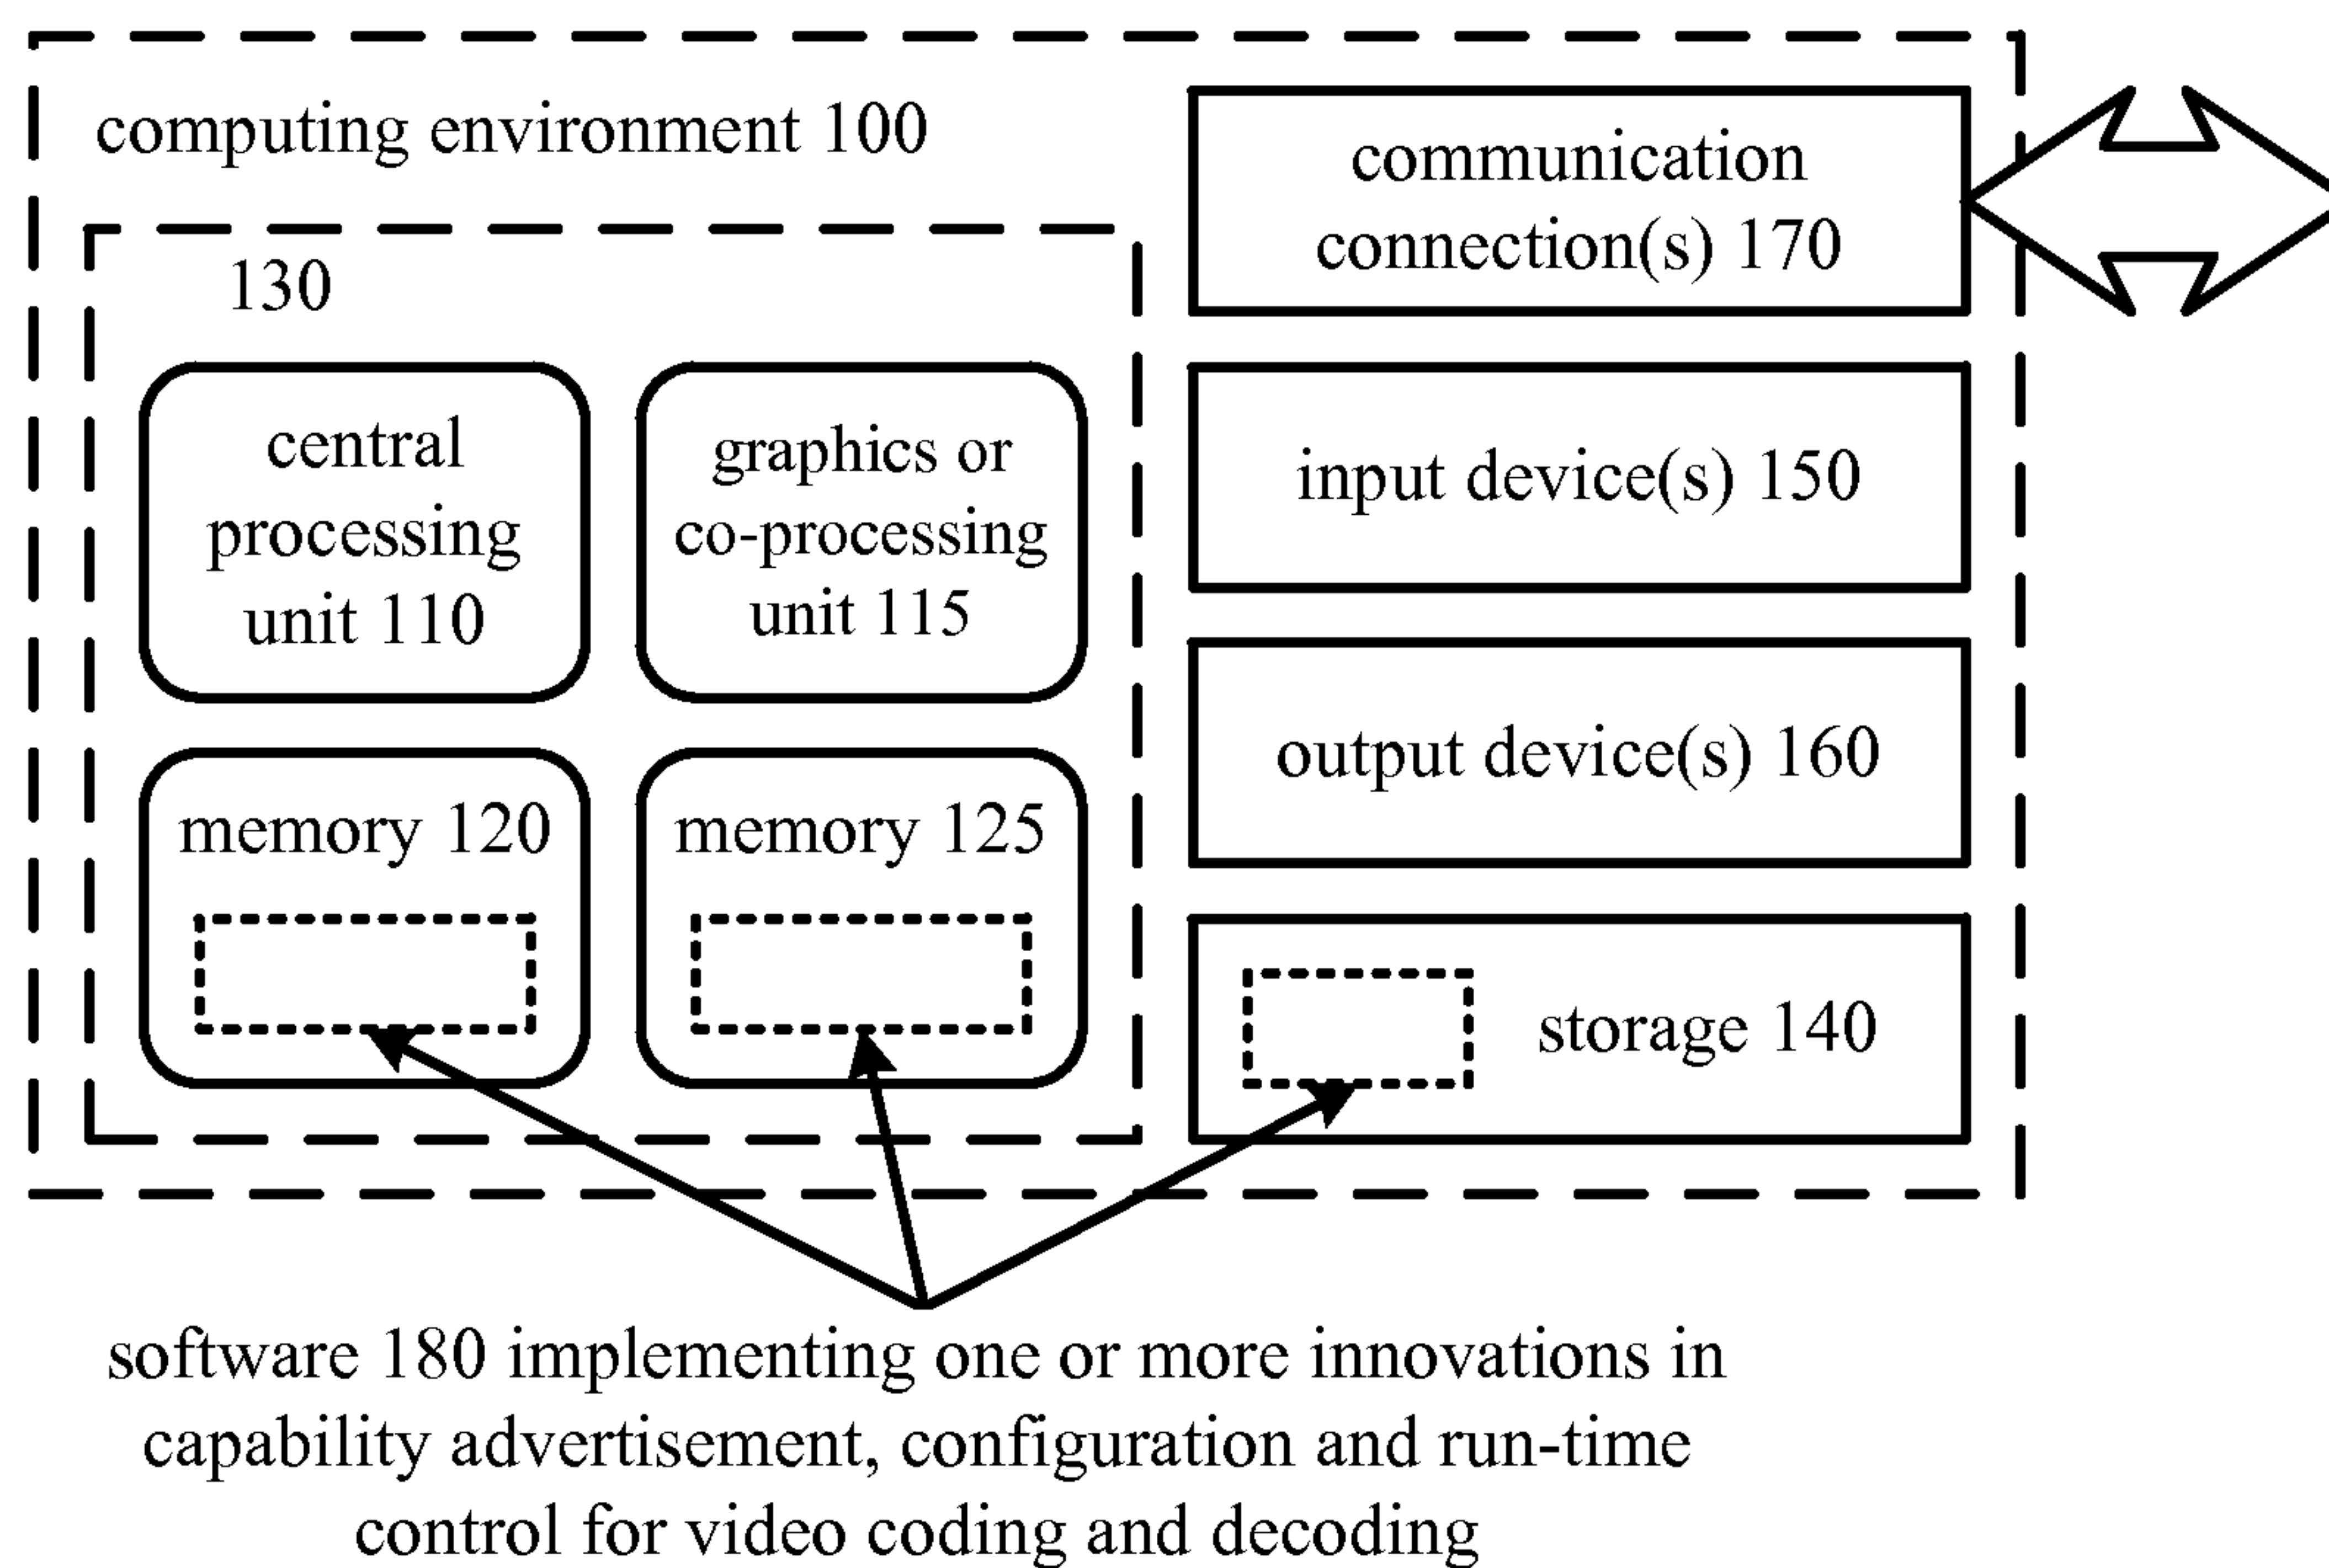 computing environment 100
130
central
processing
unit 110
graphics or
co-processing
unit 115
memory 120
memory 125
communication
connection(s) 170
input device(s) 150
output device(s) 160
storage 140
software 180 implementing one or more innovations in
capability advertisement, configuration and run-time
control for video coding and decoding